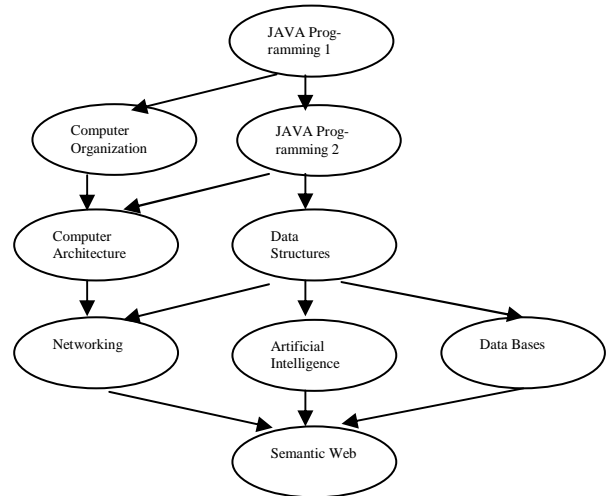 JAVA Prog-
ramming 1
Computer
Organization
JAVA Prog-
ramming 2
Computer
Architecture
Data
Structures
Networking
Artificial
Intelligence
Data Bases
Semantic Web